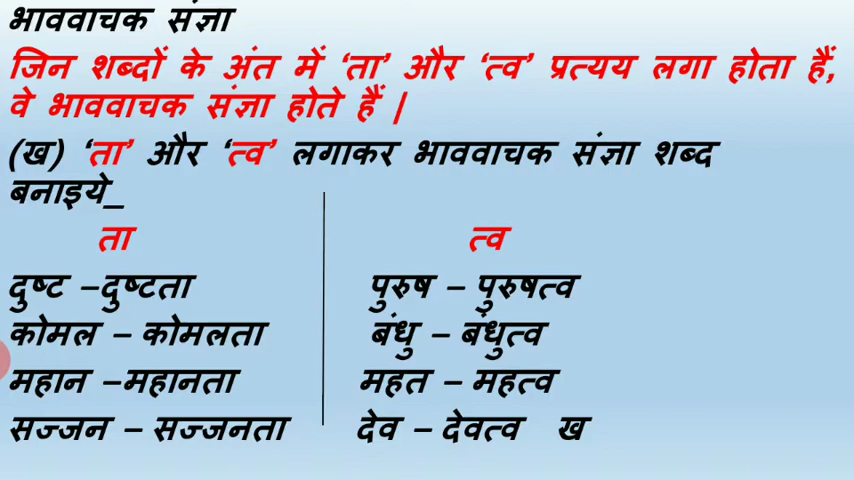 भाववाचक संज्ञा
जिन शब्दों के अंत में ‘ता’ और ‘त्व’ प्रत्यय लगा होता हैं,
वे भाववाचक संज्ञा होते हैं |
(ख) ‘ता’ और ‘त्व’ लगाकर भाववाचक संज्ञा शब्द
बनाइये_
ता त्व
दुष्ट –दुष्टता पुरुष – पुरुषत्व
कोमल – कोमलता बंधु – बंधुत्व
महान –महानता महत – महत्व
सज्जन – सज्जनता देव – देवत्व ख